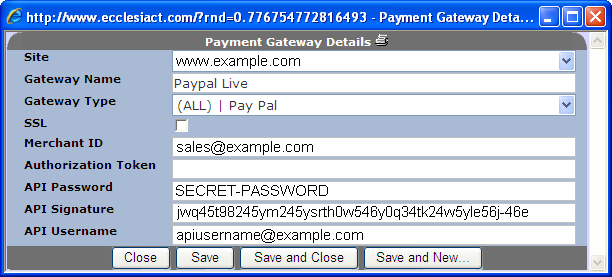 http://www.ecclesiact.com/?rnd=0.776754772816493 - Payment Gateway Deta...
Payment Gateway Details
Site www.example.com
Gateway Name Paypal Live
Gateway Type (ALL) | Pay Pal
SSL
Merchant ID sales@example.com
Authorization Token
API Password SECRET-PASSWORD
API Signature jwq45t98245ym245ysrth0w546y0q34tk24w5yle56j-46e
API Username apiusername@example.com
Close Save Save and Close Save and New...